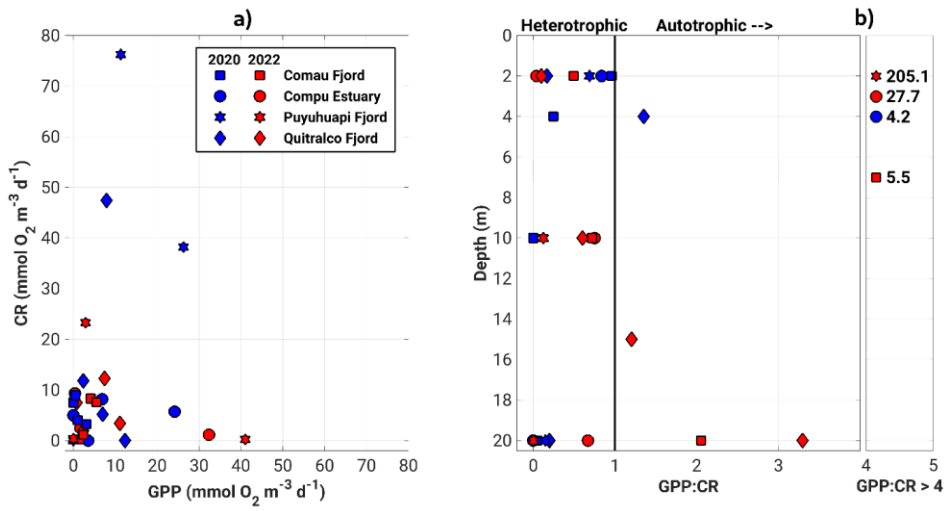 a)
80
70
60
50
40
30
20
10
0
CR (mmol O₂ m⁻³ d⁻¹)
0 10 20 30 40 50 60 70 80
GPP (mmol O₂ m⁻³ d⁻¹)
2020 2022
Comau Fjord
Compu Estuary
Puyuhuapi Fjord
Quitralco Fjord
b)
Heterotrophic Autotrophic -->
0
2
4
6
8
10
12
14
16
18
20
Depth (m)
0 1 2 3
GPP:CR
205.1
27.7
4.2
5.5
4 5
GPP:CR > 4